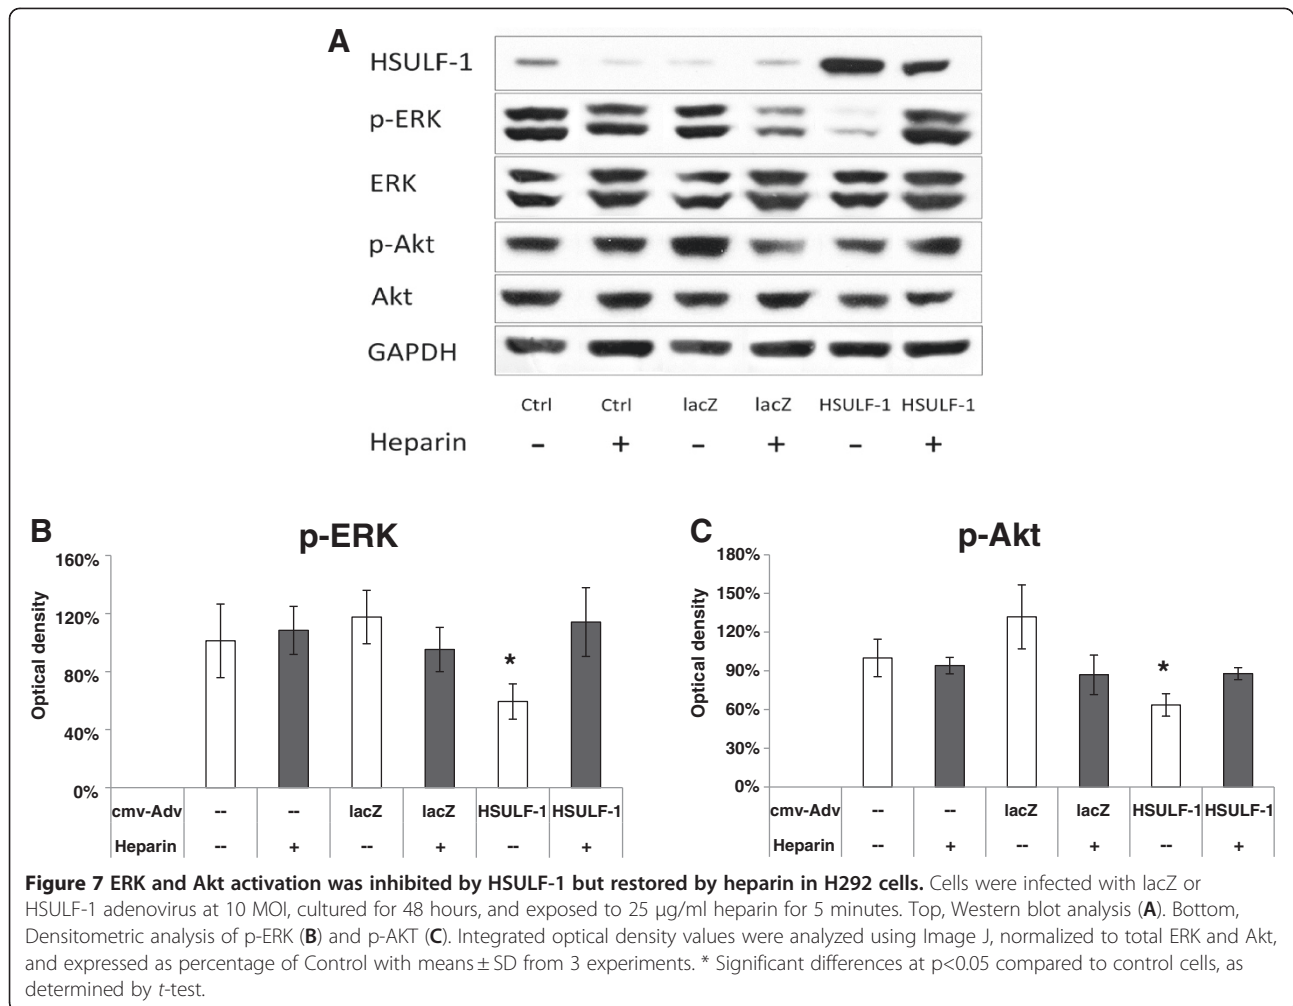 A
HSULF-1
p-ERK
ERK
p-Akt
Akt
GAPDH
Ctrl Ctrl lacZ lacZ HSULF-1 HSULF-1
Heparin – + – + – +
B
p-ERK
160%
120%
80%
40%
0%
Optical density
*
cmv-Adv -- -- lacZ lacZ HSULF-1 HSULF-1
Heparin -- + -- + -- +
C
p-Akt
180%
150%
120%
90%
60%
30%
0%
Optical density
*
cmv-Adv -- -- lacZ lacZ HSULF-1 HSULF-1
Heparin -- + -- + -- +
Figure 7 ERK and Akt activation was inhibited by HSULF-1 but restored by heparin in H292 cells. Cells were infected with lacZ or
HSULF-1 adenovirus at 10 MOI, cultured for 48 hours, and exposed to 25 μg/ml heparin for 5 minutes. Top, Western blot analysis (A). Bottom,
Densitometric analysis of p-ERK (B) and p-AKT (C). Integrated optical density values were analyzed using Image J, normalized to total ERK and Akt,
and expressed as percentage of Control with means ± SD from 3 experiments. * Significant differences at p<0.05 compared to control cells, as
determined by t-test.